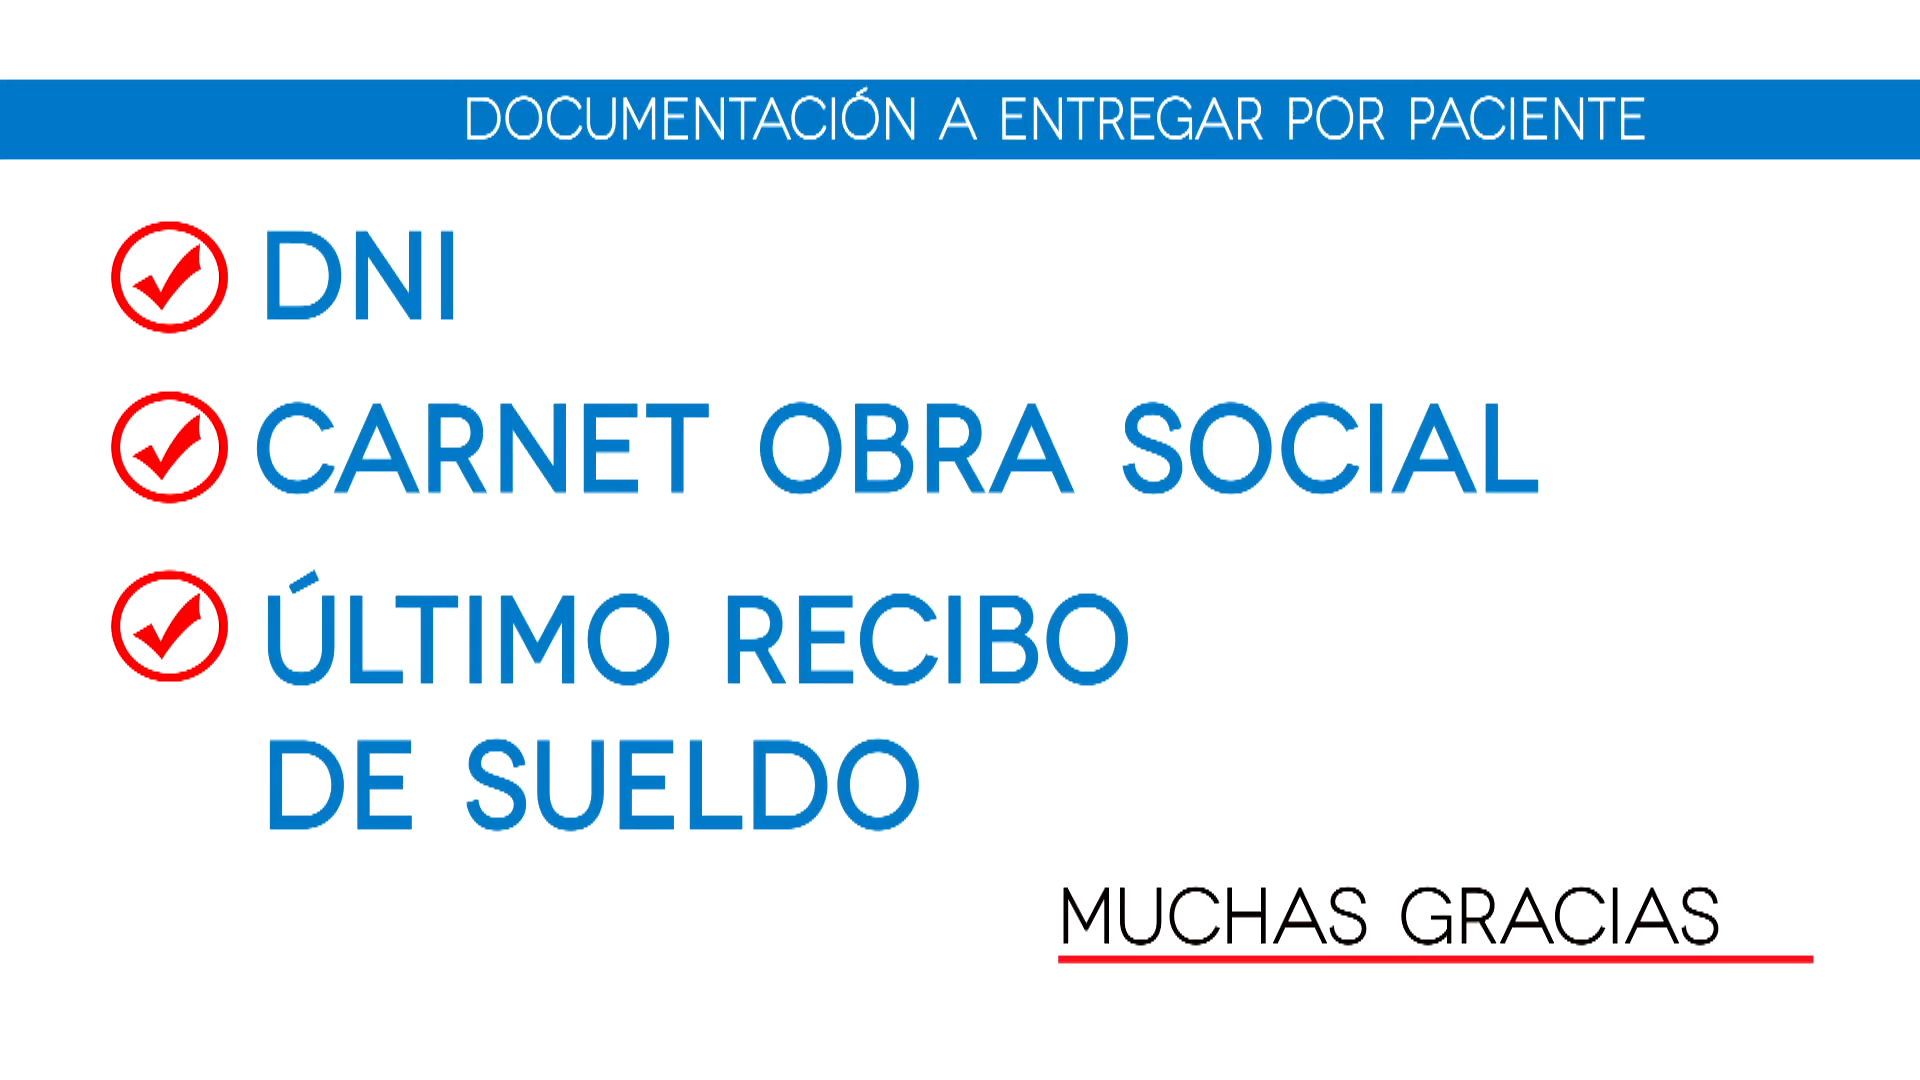 DOCUMENTACIÓN A ENTREGAR POR PACIENTE
DNI
CARNET OBRA SOCIAL
ÚLTIMO RECIBO
DE SUELDO
MUCHAS GRACIAS